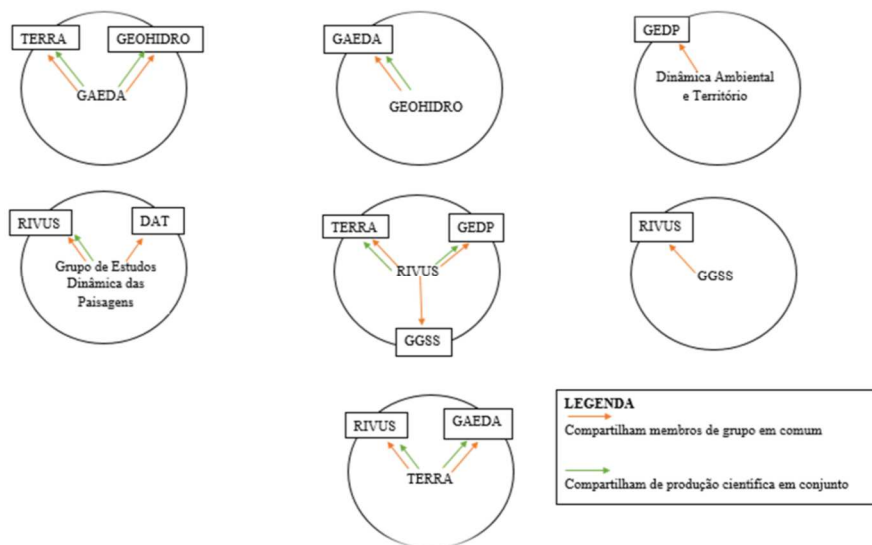 TERRA
GEOHIDRO
GAEDA
GAEDA
GEOHIDRO
GEDP
Dinâmica Ambiental
e Território
RIVUS
DAT
Grupo de Estudos
Dinâmica das
Paisagens
TERRA
GEDP
RIVUS
GGSS
RIVUS
GGSS
RIVUS
GAEDA
TERRA
LEGENDA
Compartilham membros de grupo em comum
Compartilham de produção científica em conjunto